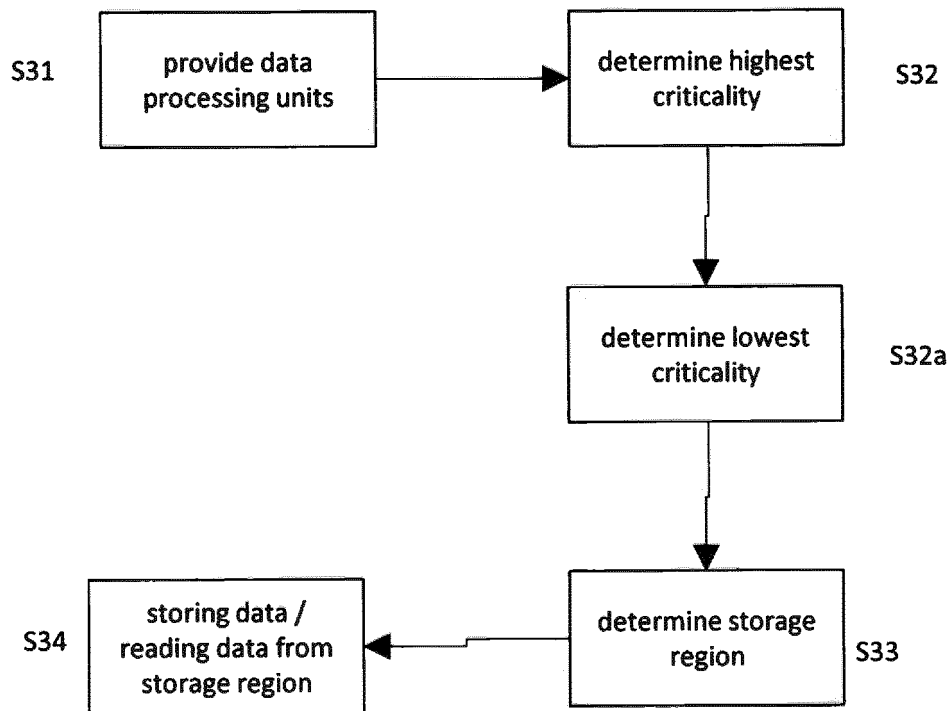 S31
provide data
processing units
determine highest
criticality
S32
determine lowest
criticality
S32a
determine storage
region
S33
S34
storing data /
reading data from
storage region